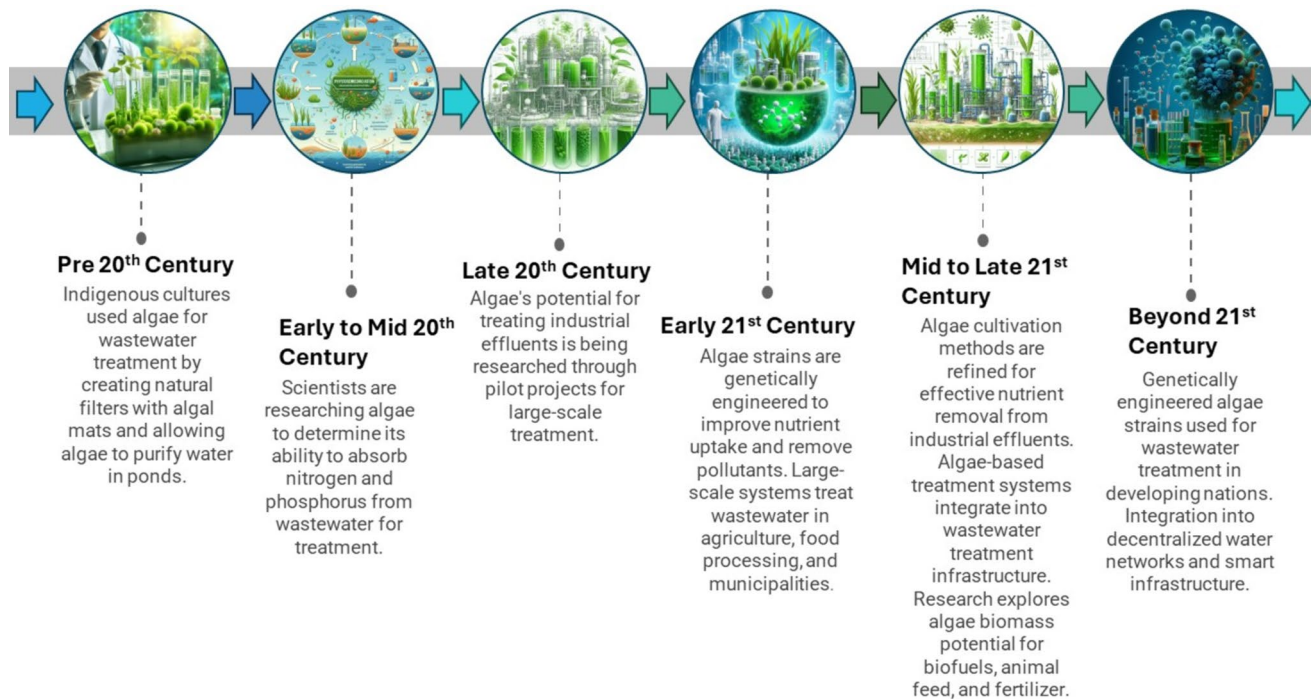 Pre 20th Century
Indigenous cultures
used algae for
wastewater
treatment by
creating natural
filters with algal
mats and allowing
algae to purify water
in ponds.
Early to Mid 20th
Century
Scientists are
researching algae
to determine its
ability to absorb
nitrogen and
phosphorus from
wastewater for
treatment.
Late 20th Century
Algae's potential for
treating industrial
effluents is being
researched through
pilot projects for
large-scale
treatment.
Early 21st Century
Algae strains are
genetically
engineered to
improve nutrient
uptake and remove
pollutants. Large-
scale systems treat
wastewater in
agriculture, food
processing, and
municipalities.
Mid to Late 21st
Century
Algae cultivation
methods are
refined for
effective nutrient
removal from
industrial effluents.
Algae-based
treatment systems
integrate into
wastewater
treatment
infrastructure.
Research explores
algae biomass
potential for
biofuels, animal
feed, and fertilizer.
Beyond 21st
Century
Genetically
engineered algae
strains used for
wastewater
treatment in
developing nations.
Integration into
decentralized water
networks and smart
infrastructure.